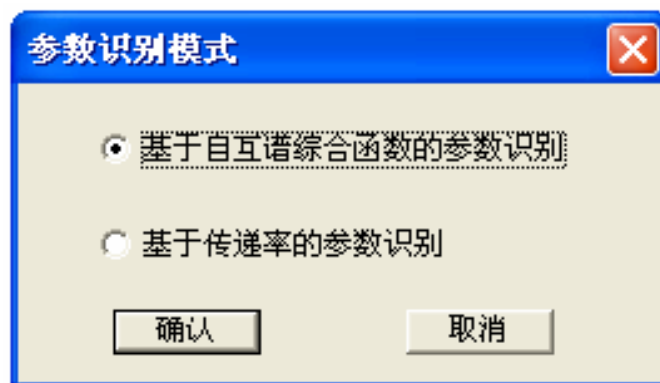 参数识别模式
基于自互谱综合函数的参数识别
基于传递率的参数识别
确认
取消